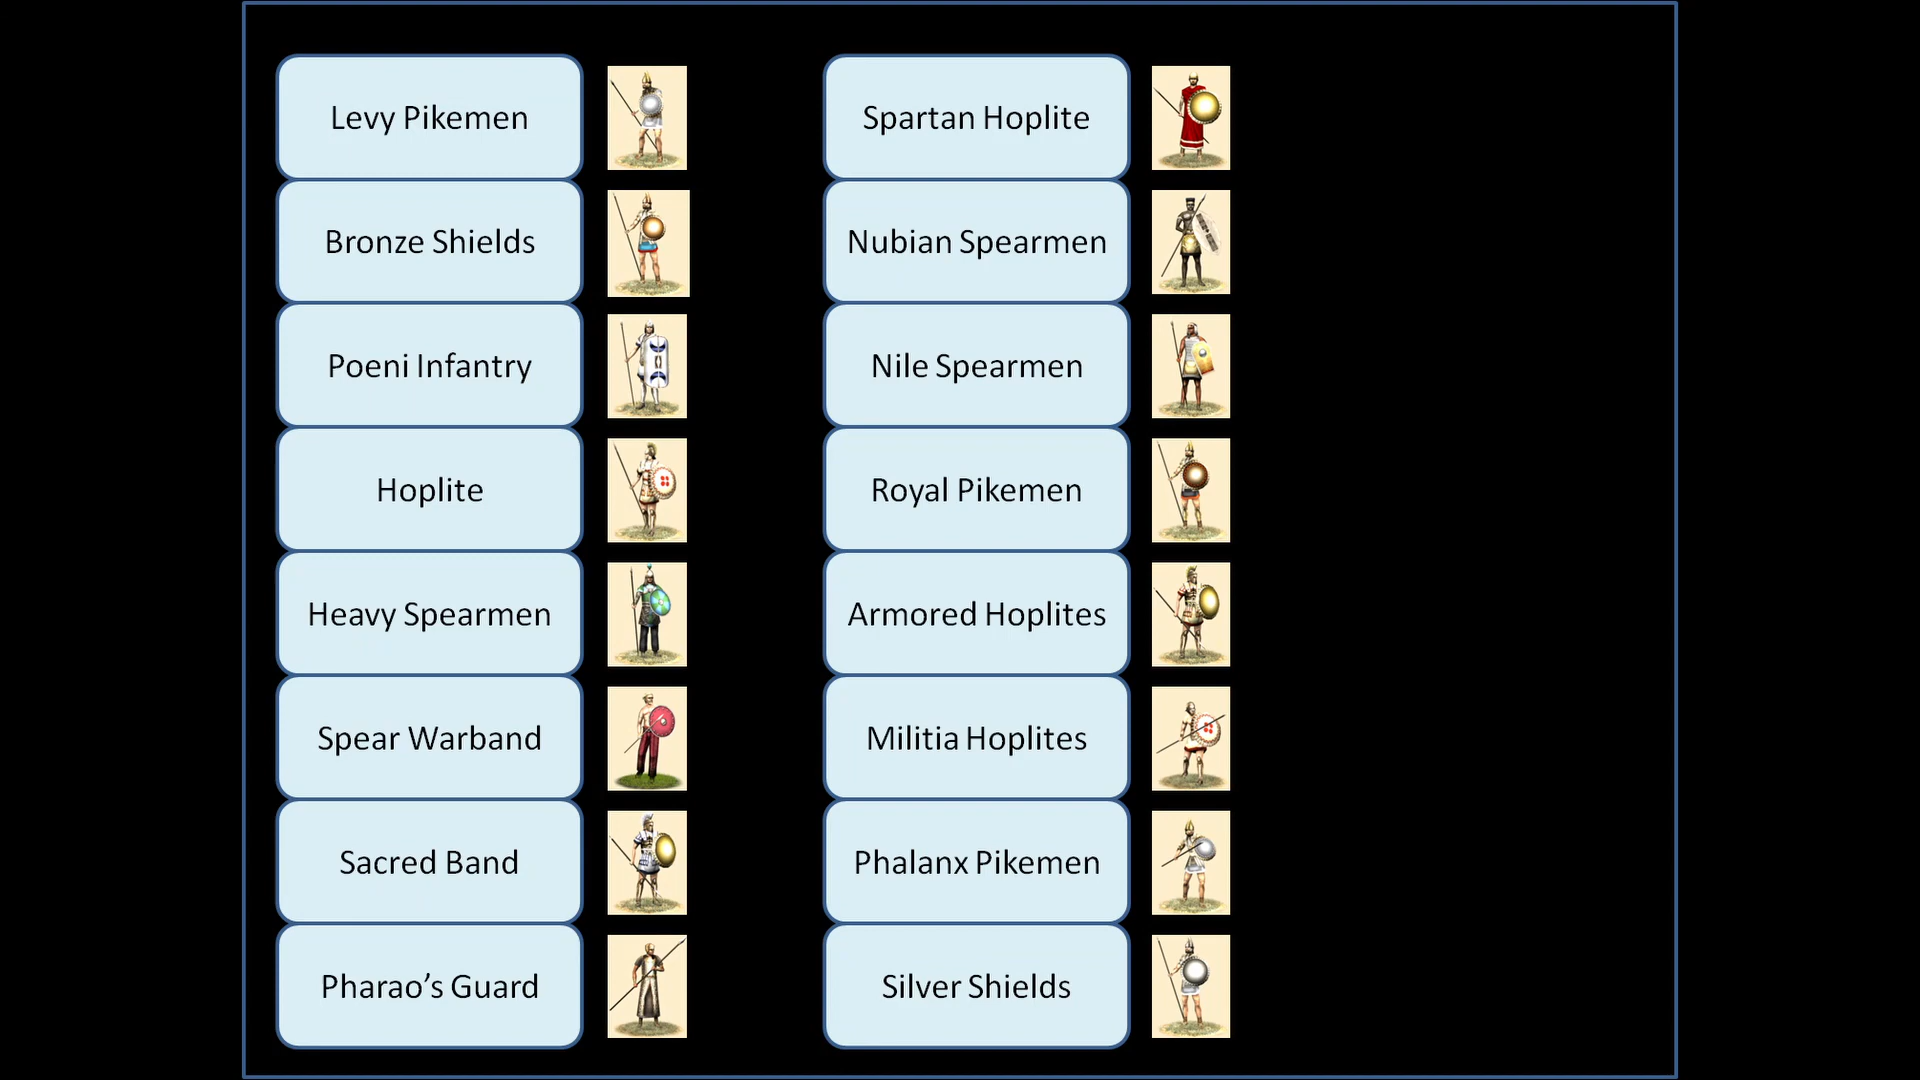 Levy Pikemen
Bronze Shields
Poeni Infantry
Hoplite
Heavy Spearmen
Spear Warband
Sacred Band
Pharao’s Guard
Spartan Hoplite
Nubian Spearmen
Nile Spearmen
Royal Pikemen
Armored Hoplites
Militia Hoplites
Phalanx Pikemen
Silver Shields